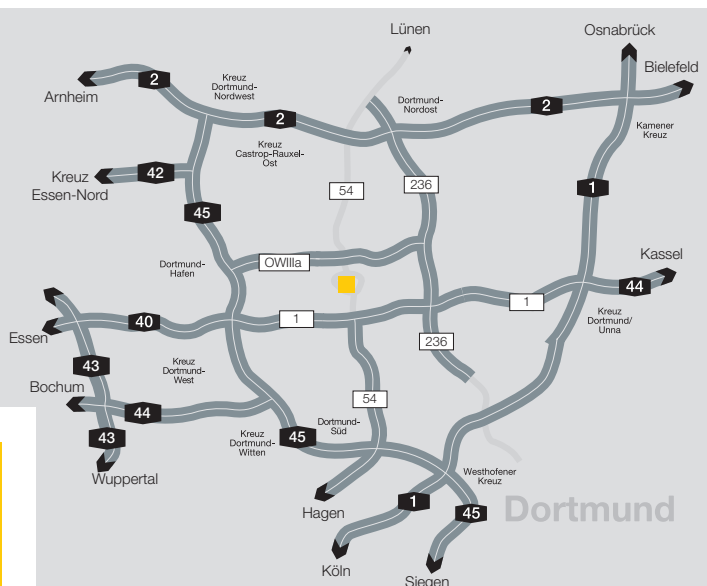 Lünen
Osnabrück
Bielefeld
Arnheim
2
Kreuz
Dortmund-
Nordwest
2
Dortmund-
Nordost
2
Kamener
Kreuz
Kreuz
Castrop-Rauxel-
Ost
Kreuz
Essen-Nord
42
54
236
1
45
Dortmund-
Hafen
OWIIIa
Kassel
44
Essen
40
1
1
Kreuz
Dortmund/
Unna
43
Kreuz
Dortmund-
West
236
Bochum
44
54
43
Kreuz
Dortmund-
Witten
45
Dortmund-
Süd
Wuppertal
Westhofener
Kreuz
Hagen
1
45
Dortmund
Köln
Siegen